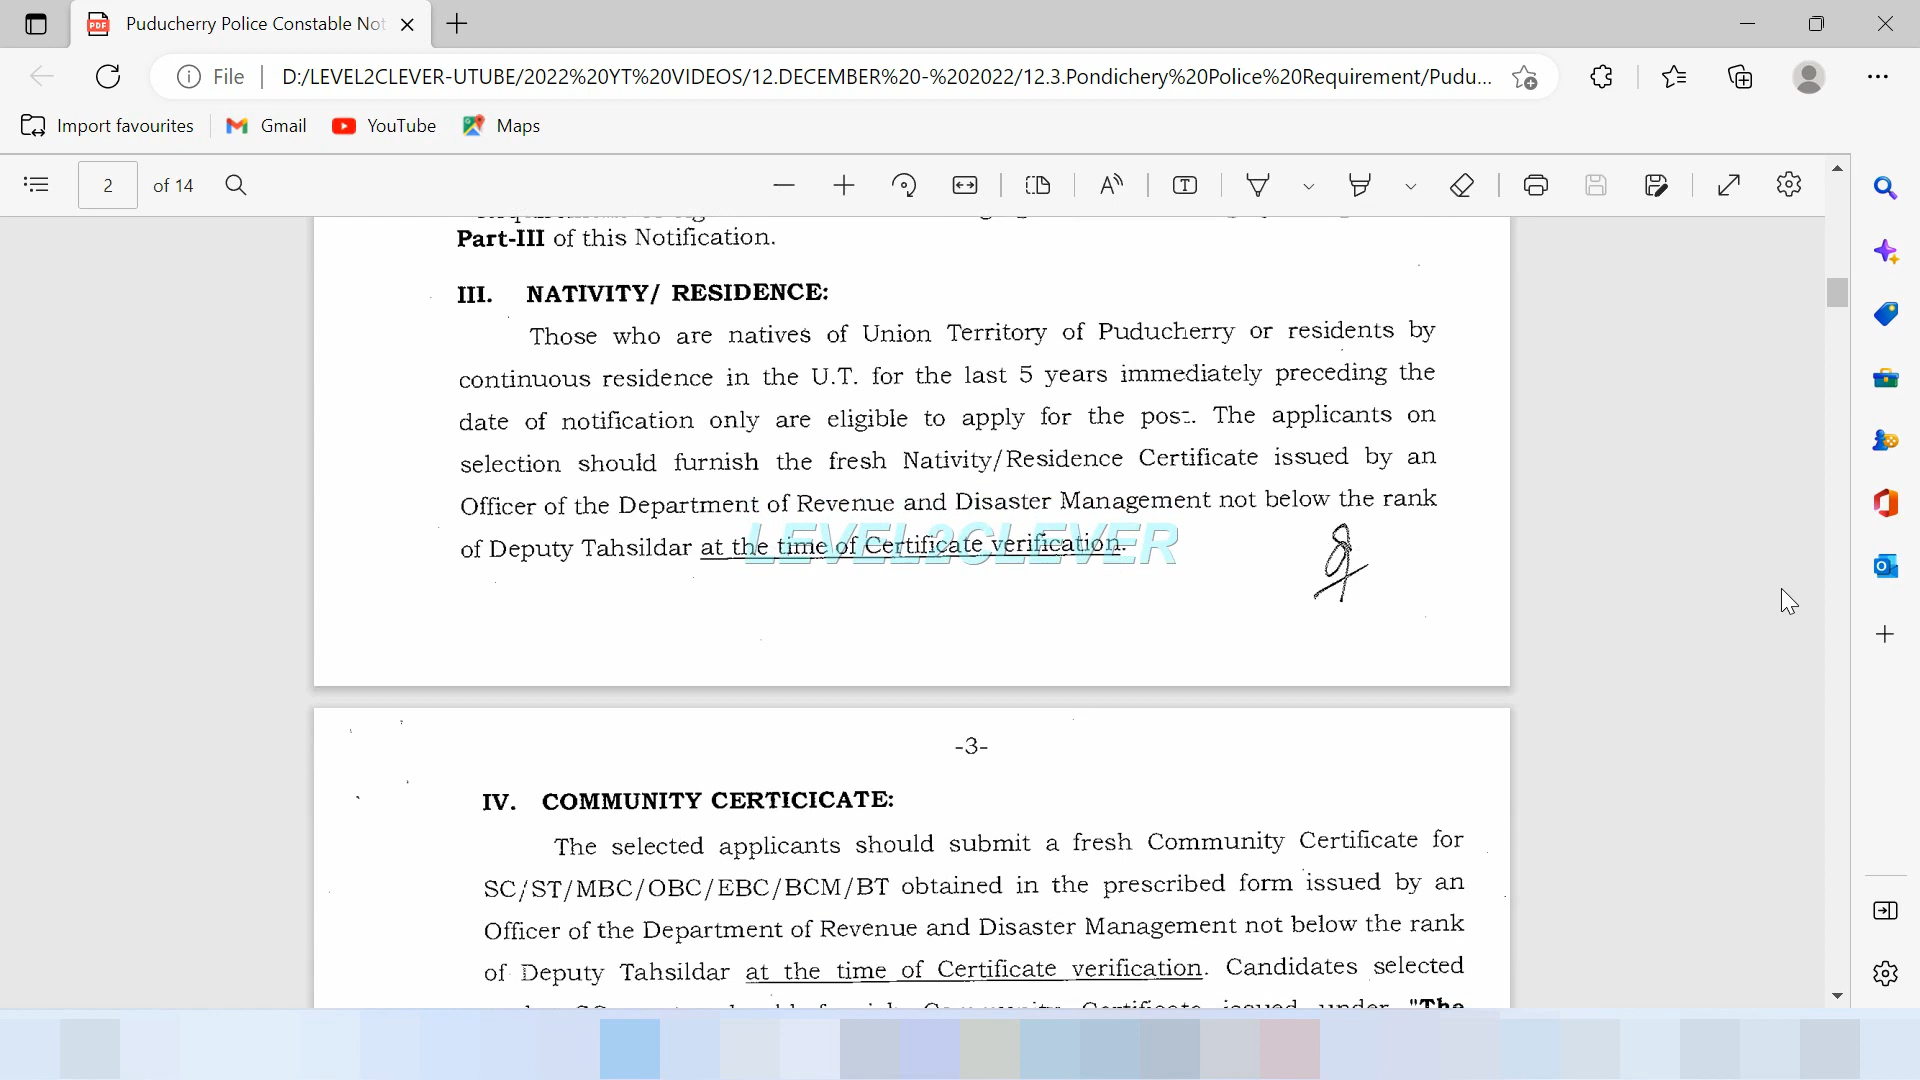 Puducherry Police Constable Not
File
D:/LEVEL2CLEVER-UTUBE/2022%20YT%20VIDEOS/12.DECEMBER%20-%202022/12.3.Pondichery%20Police%20Requirement/Pudu...
Import favourites
Gmail
YouTube
Maps
2 of 14
Part-III of this Notification.
III. NATIVITY/ RESIDENCE:
Those who are natives of Union Territory of Puducherry or residents by
continuous residence in the U.T. for the last 5 years immediately preceding the
date of notification only are eligible to apply for the post. The applicants on
selection should furnish the fresh Nativity/Residence Certificate issued by an
Officer of the Department of Revenue and Disaster Management not below the rank
of Deputy Tahsildar at the time of Certificate verification.
LEVEL2CLEVER
-3-
IV. COMMUNITY CERTICICATE:
The selected applicants should submit a fresh Community Certificate for
SC/ST/MBC/OBC/EBC/BCM/BT obtained in the prescribed form issued by an
Officer of the Department of Revenue and Disaster Management not below the rank
of Deputy Tahsildar at the time of Certificate verification. Candidates selected
Community Certificate issued under "The